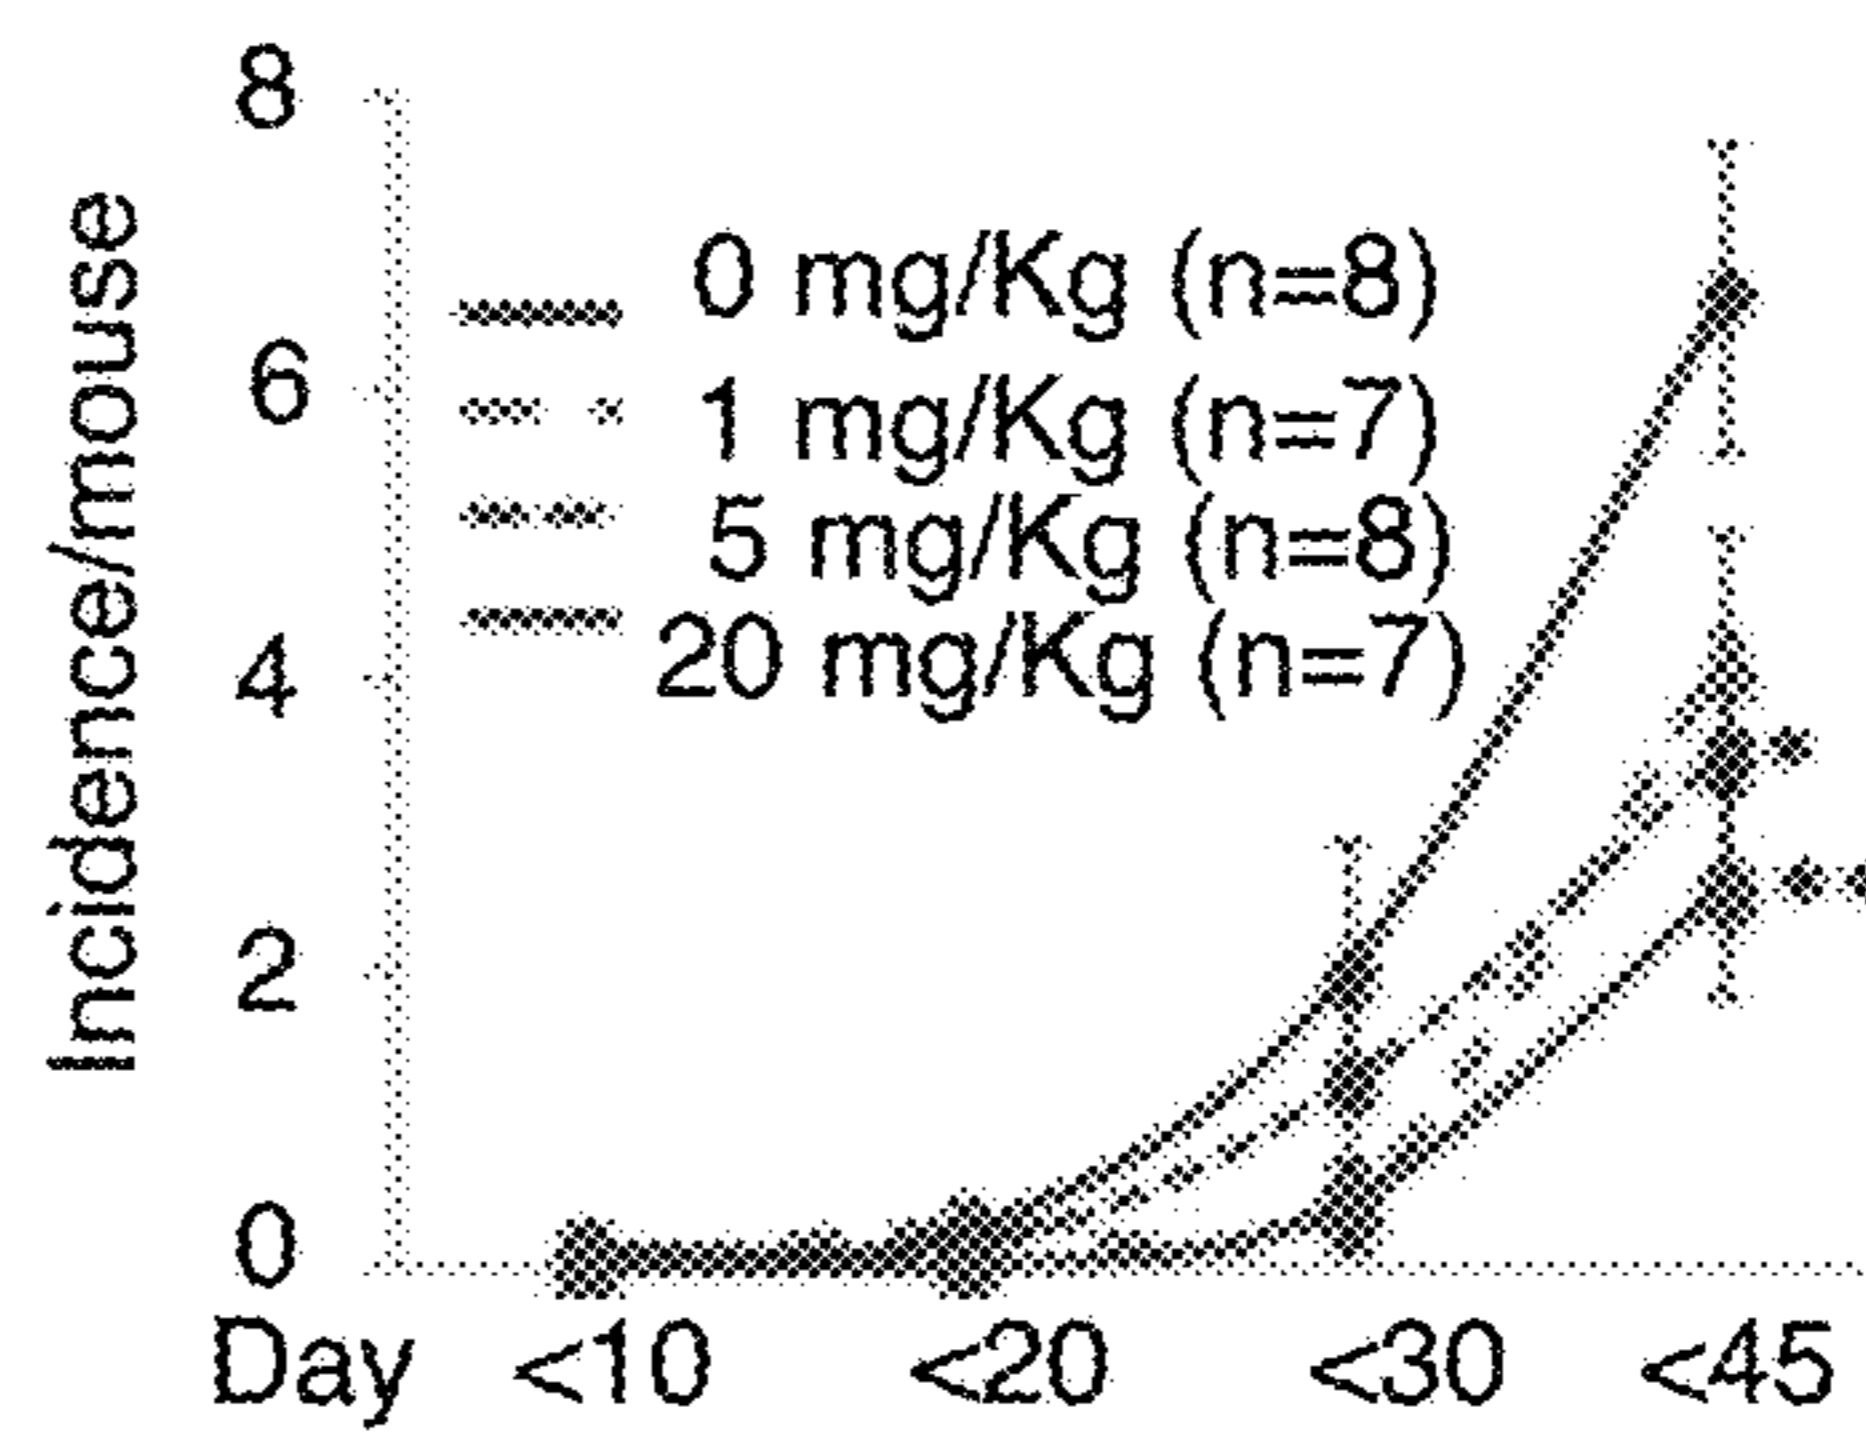 Incidence/mouse
8
6
4
2
0
0 mg/Kg (n=8)
1 mg/Kg (n=7)
5 mg/Kg (n=8)
20 mg/Kg (n=7)
Day <10 <20 <30 <45